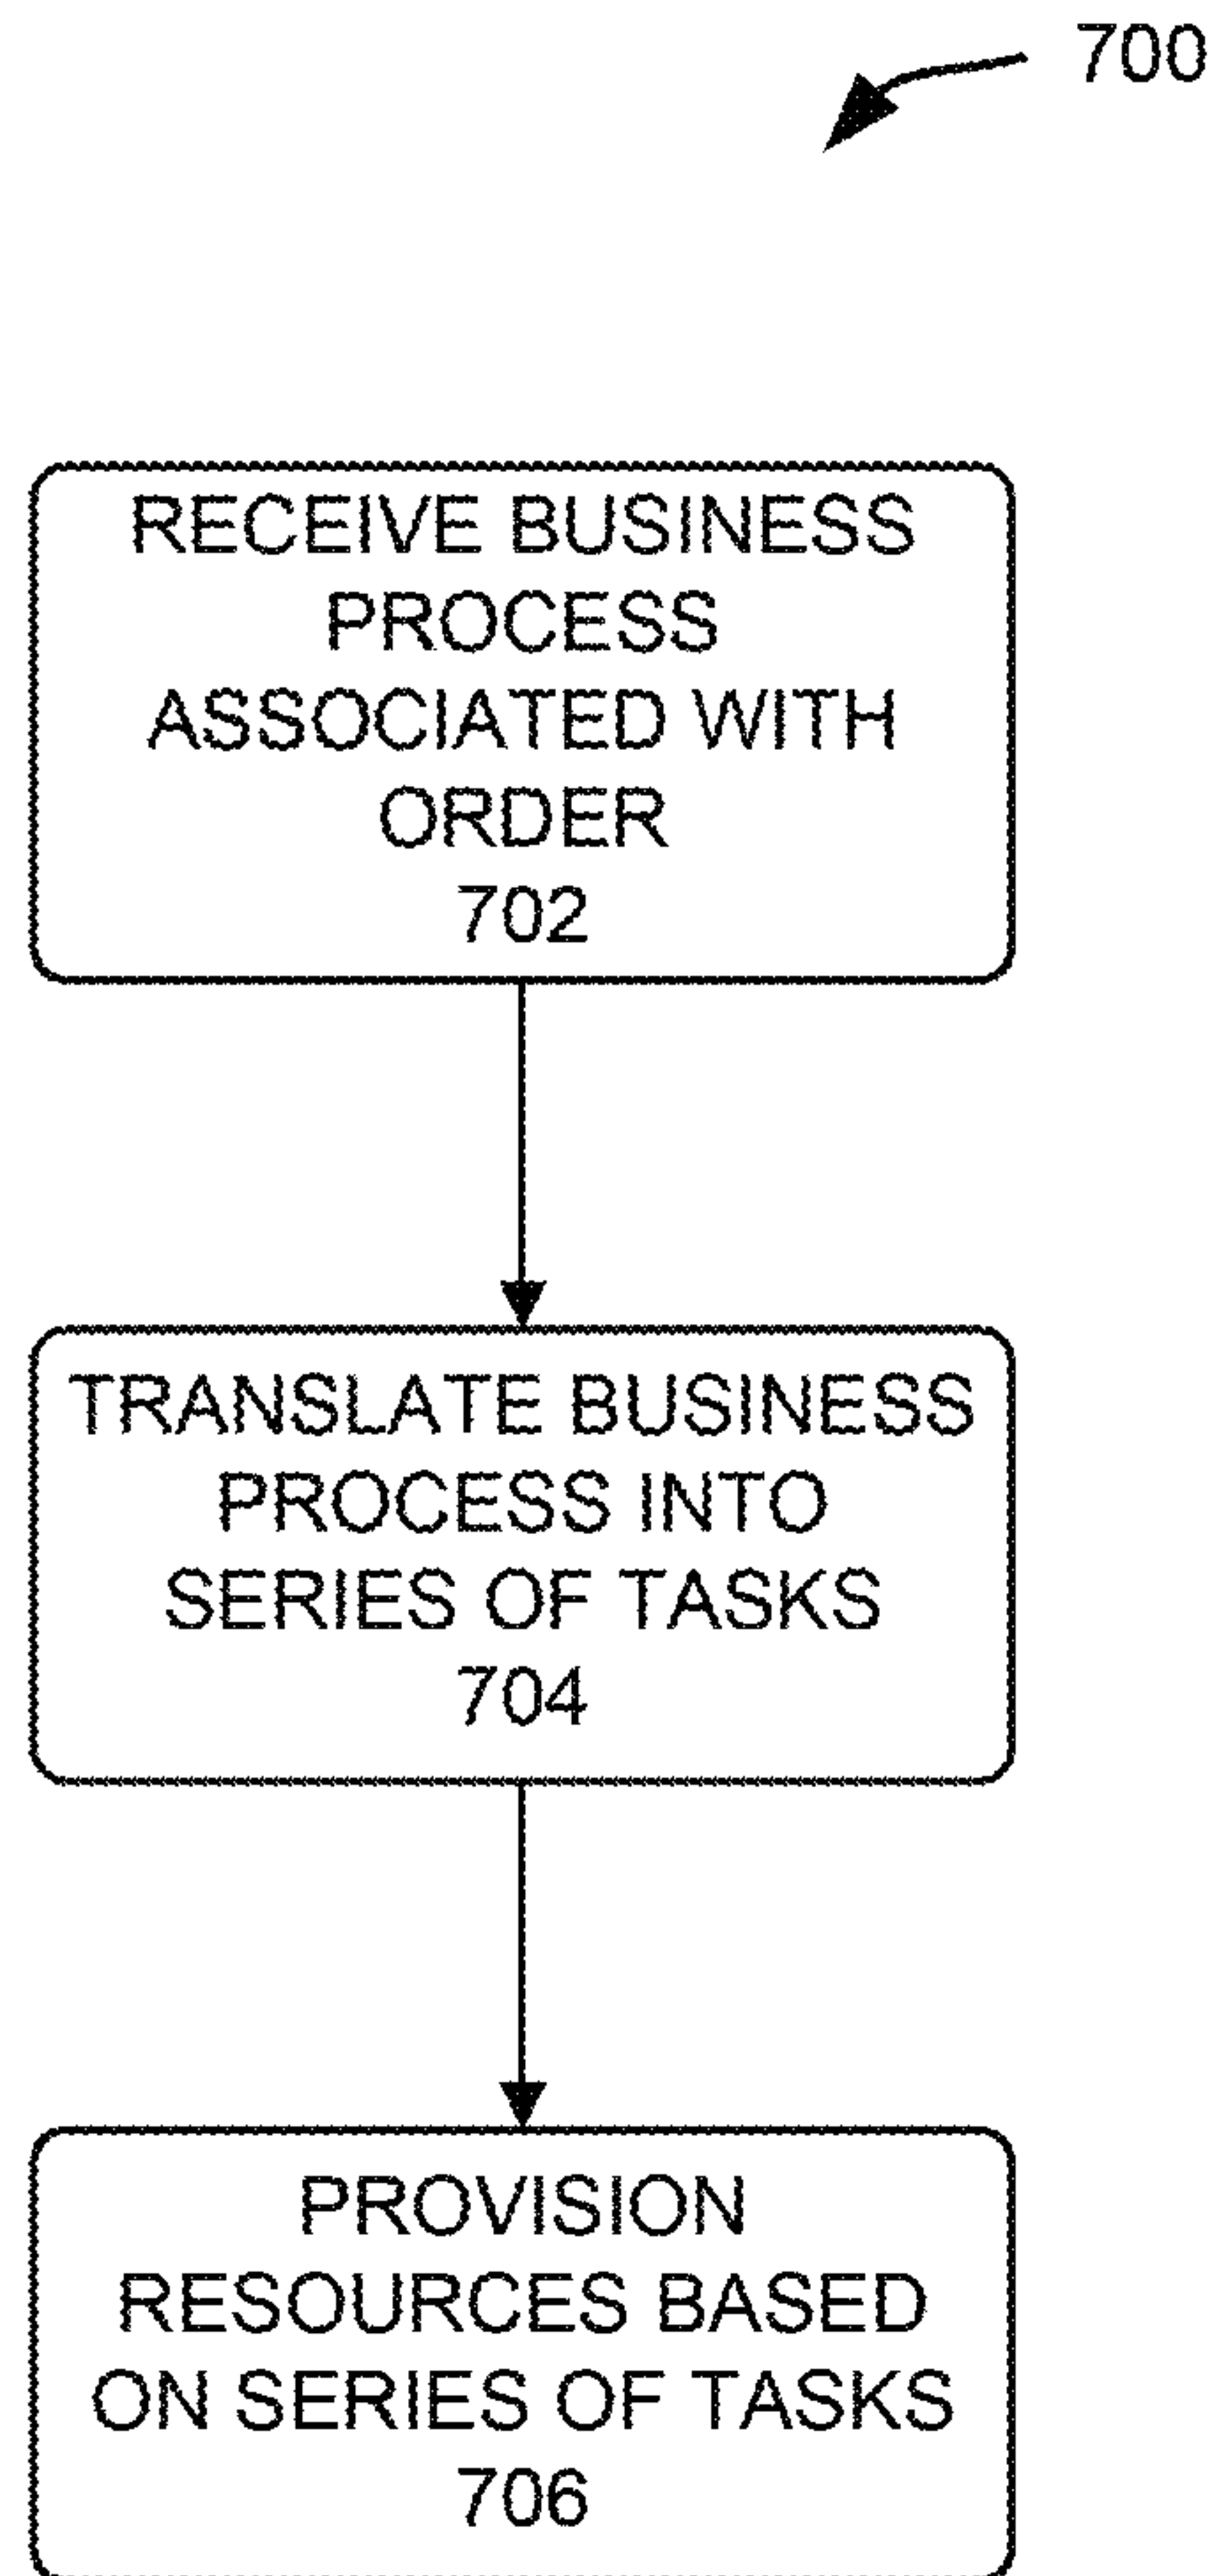 700
RECEIVE BUSINESS
PROCESS
ASSOCIATED WITH
ORDER
702
TRANSLATE BUSINESS
PROCESS INTO
SERIES OF TASKS
704
PROVISION
RESOURCES BASED
ON SERIES OF TASKS
706